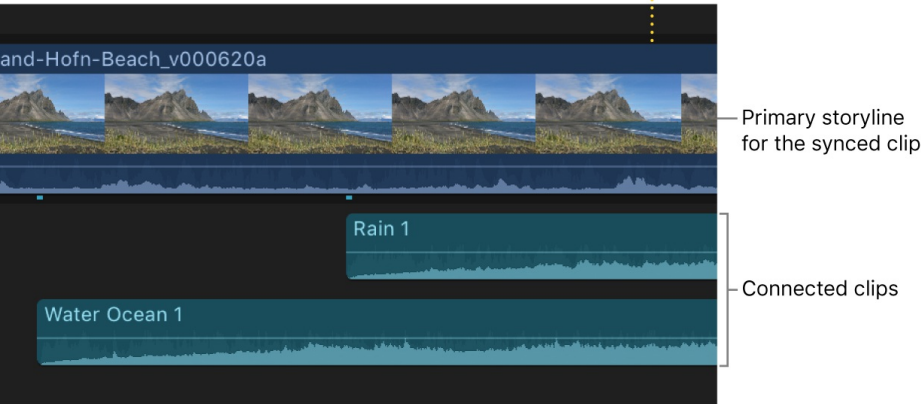 and-Hofn-Beach_v000620a
Primary storyline
for the synced clip
Rain 1
Connected clips
Water Ocean 1